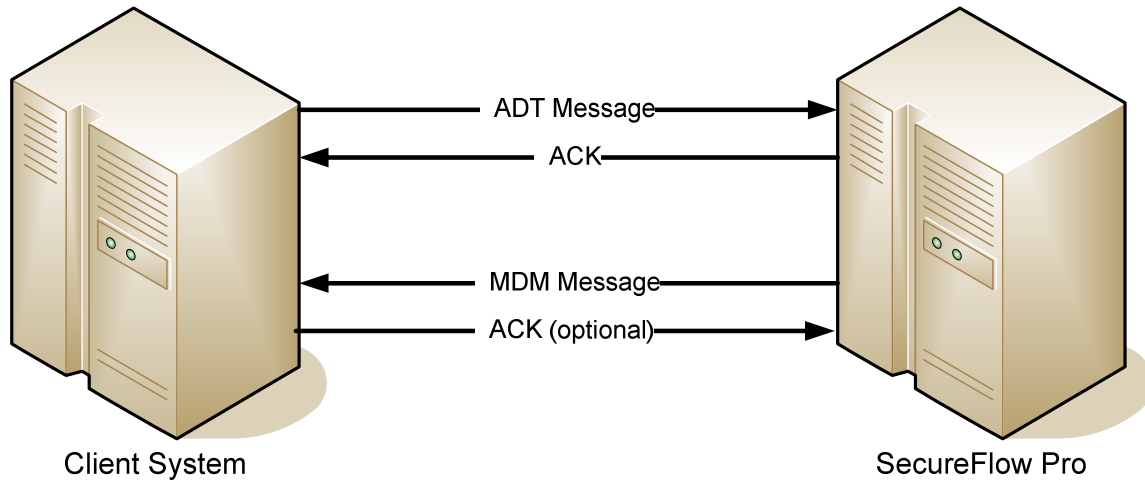 ADT Message
ACK
MDM Message
ACK (optional)
Client System
SecureFlow Pro